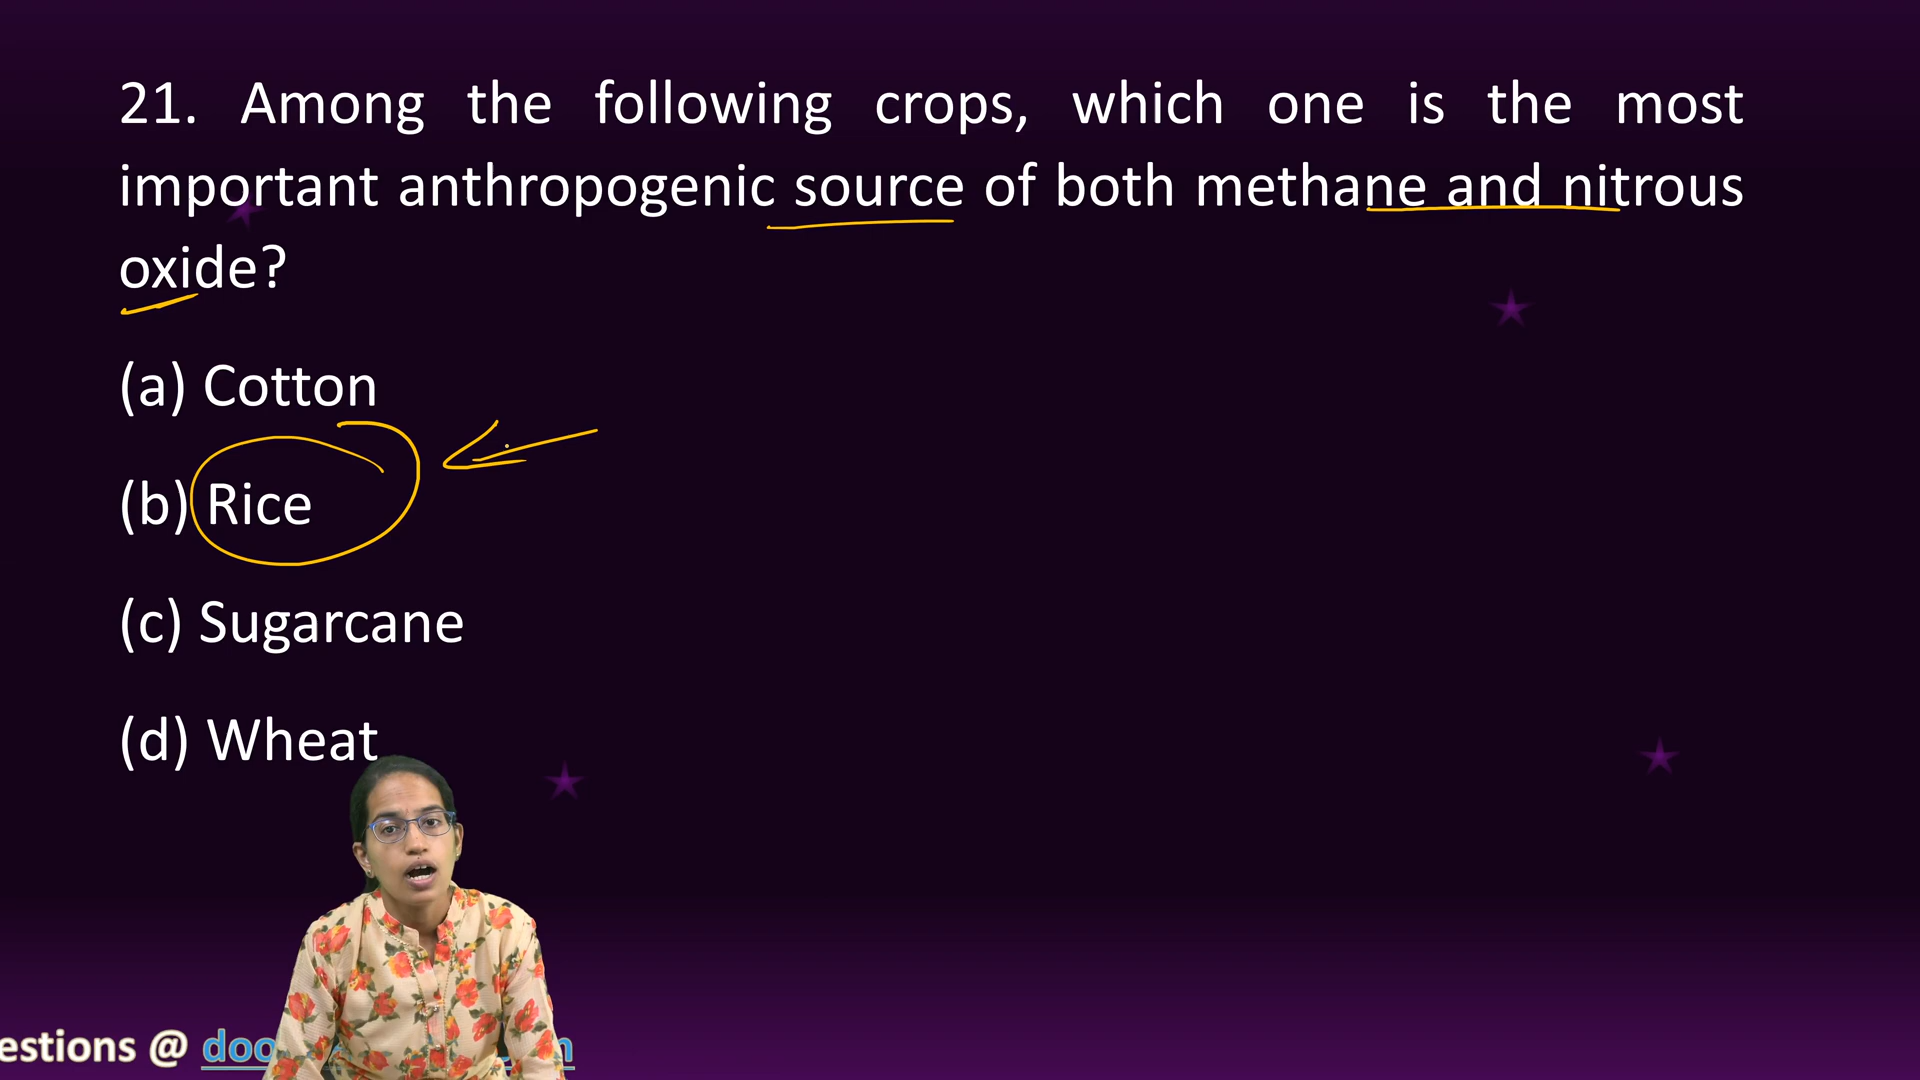 21. Among the following crops, which one is the most
important anthropogenic source of both methane and nitrous
oxide?
(a) Cotton
(b) Rice
(c) Sugarcane
(d) Wheat
estions @ doo